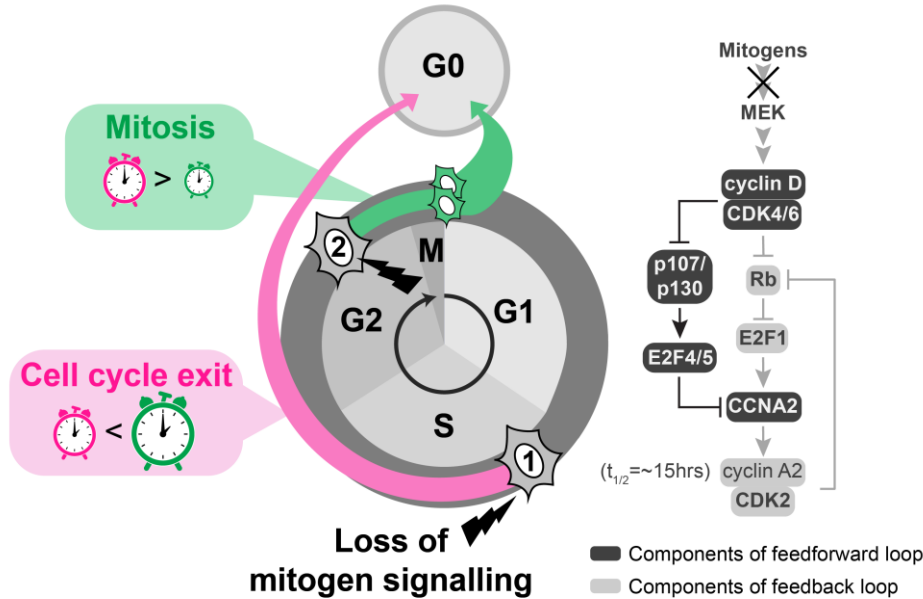 G0
Mitosis
>
2
M
G2
G1
S
Cell cycle exit
<
1
Loss of
mitogen signalling
Mitogens
MEK
cyclin D
CDK4/6
p107/
p130
Rb
E2F4/5
E2F1
CCNA2
(t1/2=~15hrs)
cyclin A2
CDK2
Components of feedforward loop
Components of feedback loop